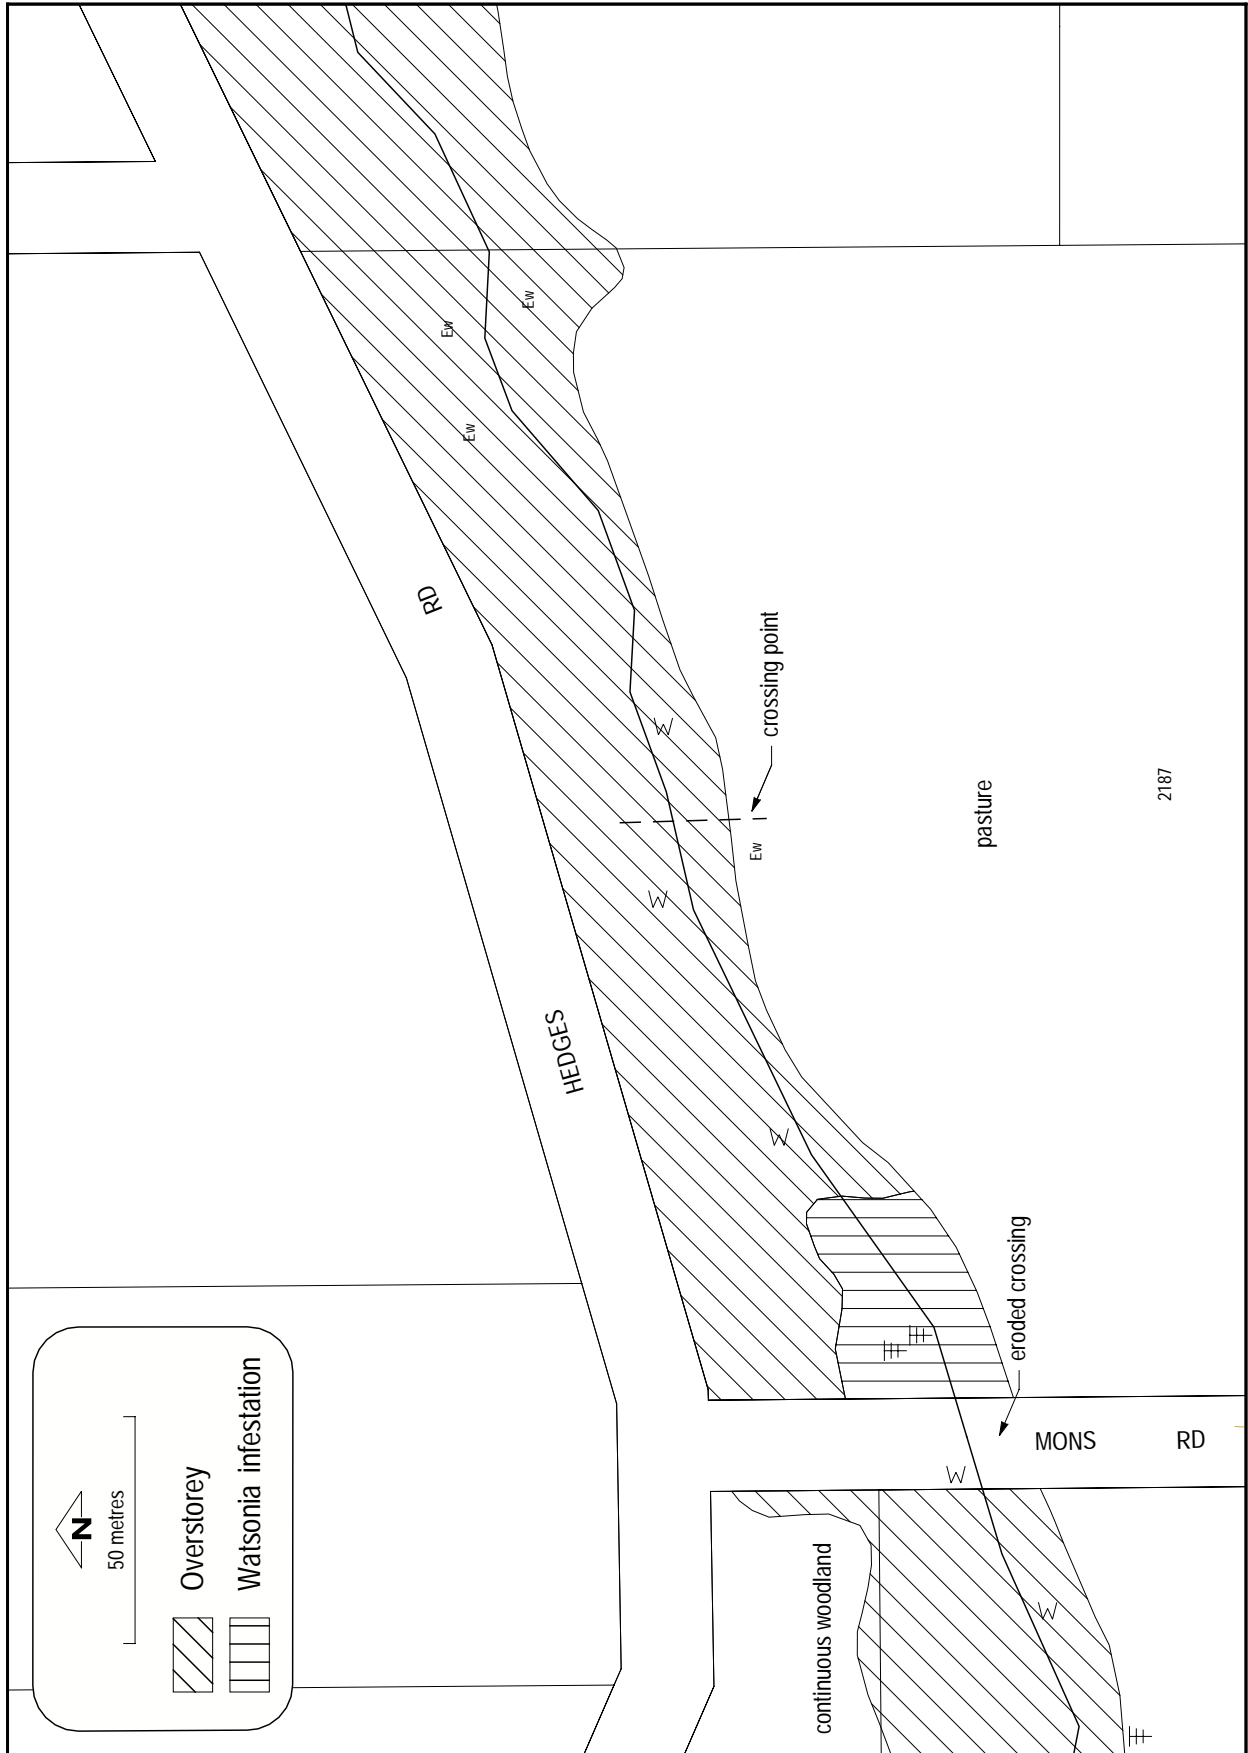 N
50 metres
Overstorey
Watsonia infestation
HEDGES
RD
MONS RD
continuous woodland
eroded crossing
crossing point
pasture
2187
Ew
Ew
Ew
Ew
W
W
W
W
W